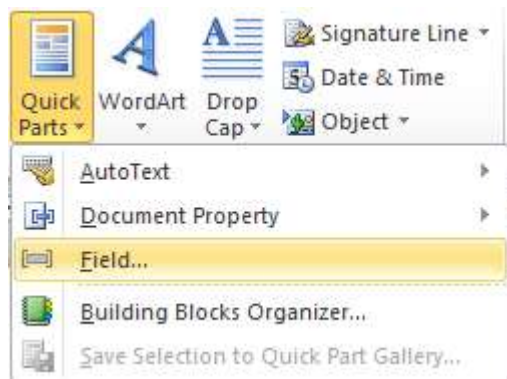 Quick Parts
WordArt
Drop Cap
Signature Line
Date & Time
Object
AutoText
Document Property
Field...
Building Blocks Organizer...
Save Selection to Quick Part Gallery...